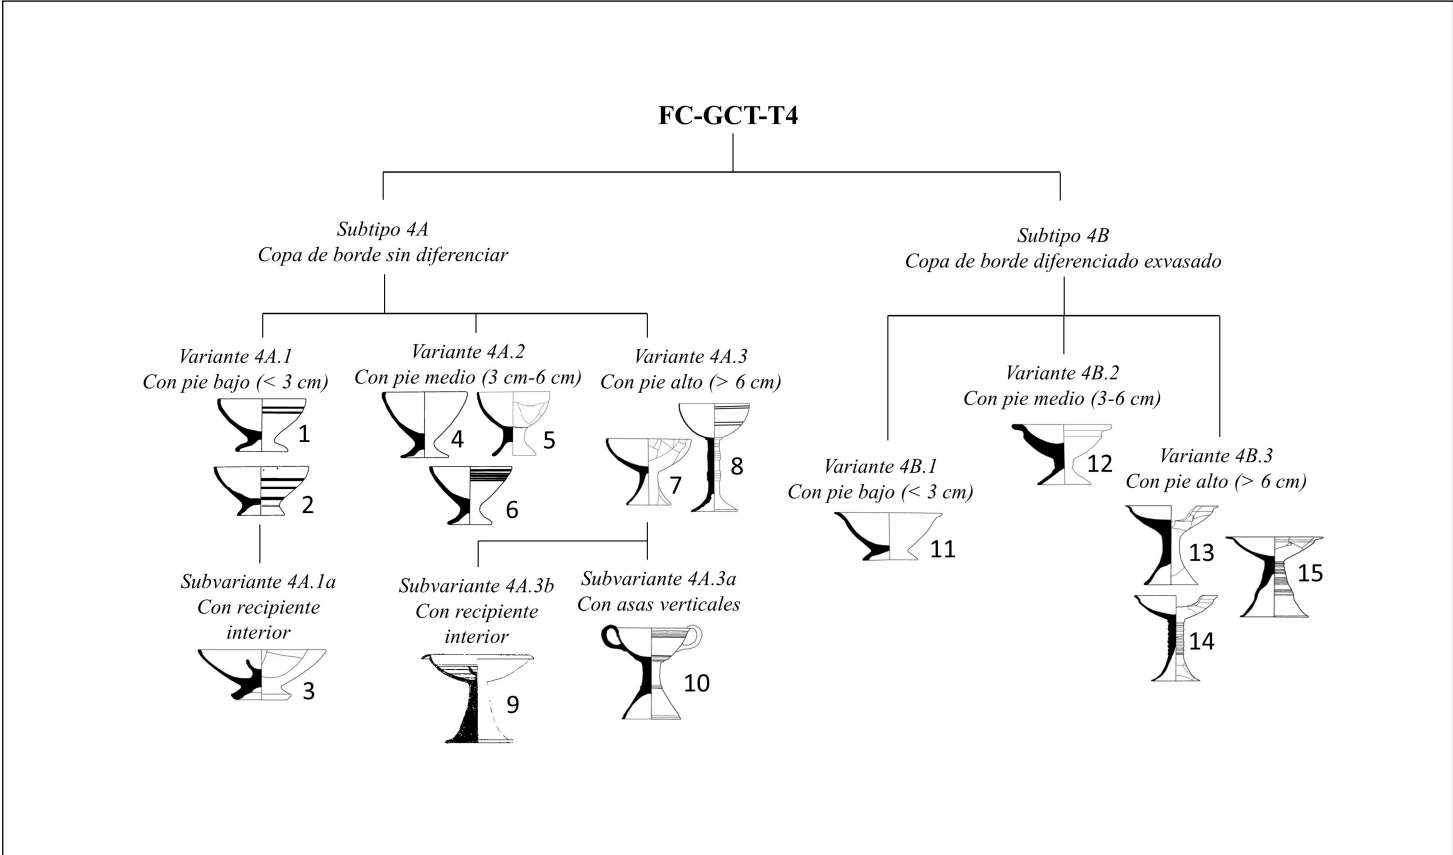 FC-GCT-T4
Subtipo 4A
Copa de borde sin diferenciar
Subtipo 4B
Copa de borde diferenciado exvasado
Variante 4A.1
Con pie bajo (< 3 cm)
1
2
Subvariante 4A.1a
Con recipiente
interior
3
Variante 4A.2
Con pie medio (3 cm-6 cm)
4
5
6
Variante 4A.3
Con pie alto (> 6 cm)
7
8
Subvariante 4A.3b
Con recipiente
interior
9
Subvariante 4A.3a
Con asas verticales
10
Variante 4B.1
Con pie bajo (< 3 cm)
11
Variante 4B.2
Con pie medio (3-6 cm)
12
Variante 4B.3
Con pie alto (> 6 cm)
13
14
15